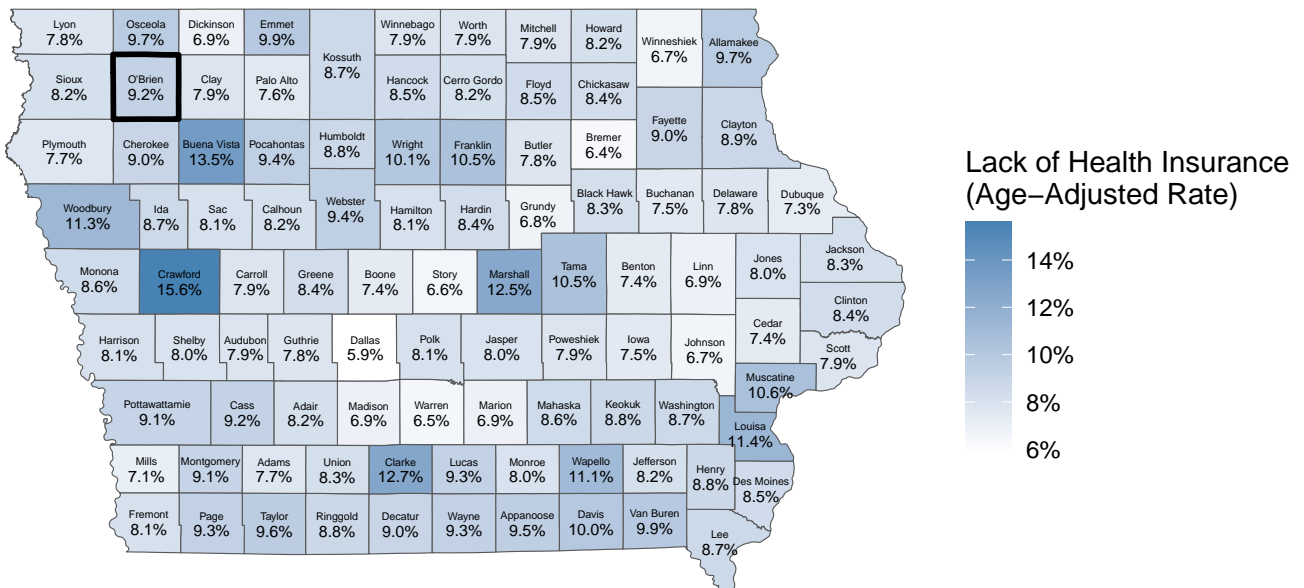 Lyon
7.8%
Osceola
9.7%
Dickinson
6.9%
Emmet
9.9%
Kossuth
8.7%
Winnebago
7.9%
Worth
7.9%
Mitchell
7.9%
Howard
8.2%
Winneshiek
6.7%
Allamakee
9.7%
Sioux
8.2%
O'Brien
9.2%
Clay
7.9%
Palo Alto
7.6%
Hancock
8.5%
Cerro Gordo
8.2%
Floyd
8.5%
Chickasaw
8.4%
Fayette
9.0%
Clayton
8.9%
Plymouth
7.7%
Cherokee
9.0%
Buena Vista
13.5%
Pocahontas
9.4%
Humboldt
8.8%
Wright
10.1%
Franklin
10.5%
Butler
7.8%
Bremer
6.4%
Woodbury
11.3%
Ida
8.7%
Sac
8.1%
Calhoun
8.2%
Webster
9.4%
Hamilton
8.1%
Hardin
8.4%
Grundy
6.8%
Black Hawk
8.3%
Buchanan
7.5%
Delaware
7.8%
Dubuque
7.3%
Monona
8.6%
Crawford
15.6%
Carroll
7.9%
Greene
8.4%
Boone
7.4%
Story
6.6%
Marshall
12.5%
Tama
10.5%
Benton
7.4%
Linn
6.9%
Jones
8.0%
Jackson
8.3%
Clinton
8.4%
Harrison
8.1%
Shelby
8.0%
Audubon
7.9%
Guthrie
7.8%
Dallas
5.9%
Polk
8.1%
Jasper
8.0%
Poweshiek
7.9%
Iowa
7.5%
Johnson
6.7%
Cedar
7.4%
Scott
7.9%
Muscatine
10.6%
Pottawattamie
9.1%
Cass
9.2%
Adair
8.2%
Madison
6.9%
Warren
6.5%
Marion
6.9%
Mahaska
8.6%
Keokuk
8.8%
Washington
8.7%
Louisa
11.4%
Mills
7.1%
Montgomery
9.1%
Adams
7.7%
Union
8.3%
Clarke
12.7%
Lucas
9.3%
Monroe
8.0%
Wapello
11.1%
Jefferson
8.2%
Henry
8.8%
Des Moines
8.5%
Fremont
8.1%
Page
9.3%
Taylor
9.6%
Ringgold
8.8%
Decatur
9.0%
Wayne
9.3%
Appanoose
9.5%
Davis
10.0%
Van Buren
9.9%
Lee
8.7%
Lack of Health Insurance
(Age−Adjusted Rate)
14%
12%
10%
8%
6%